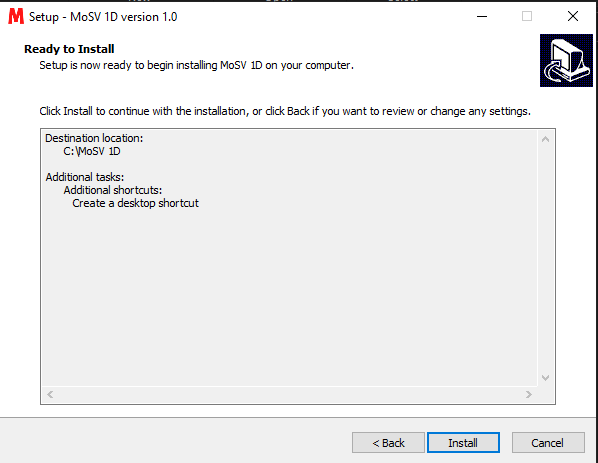 M Setup - MoSV 1D version 1.0
Ready to Install
Setup is now ready to begin installing MoSV 1D on your computer.
Click Install to continue with the installation, or click Back if you want to review or change any settings.
Destination location:
C:\MoSV 1D
Additional tasks:
Additional shortcuts:
Create a desktop shortcut
< Back
Install
Cancel